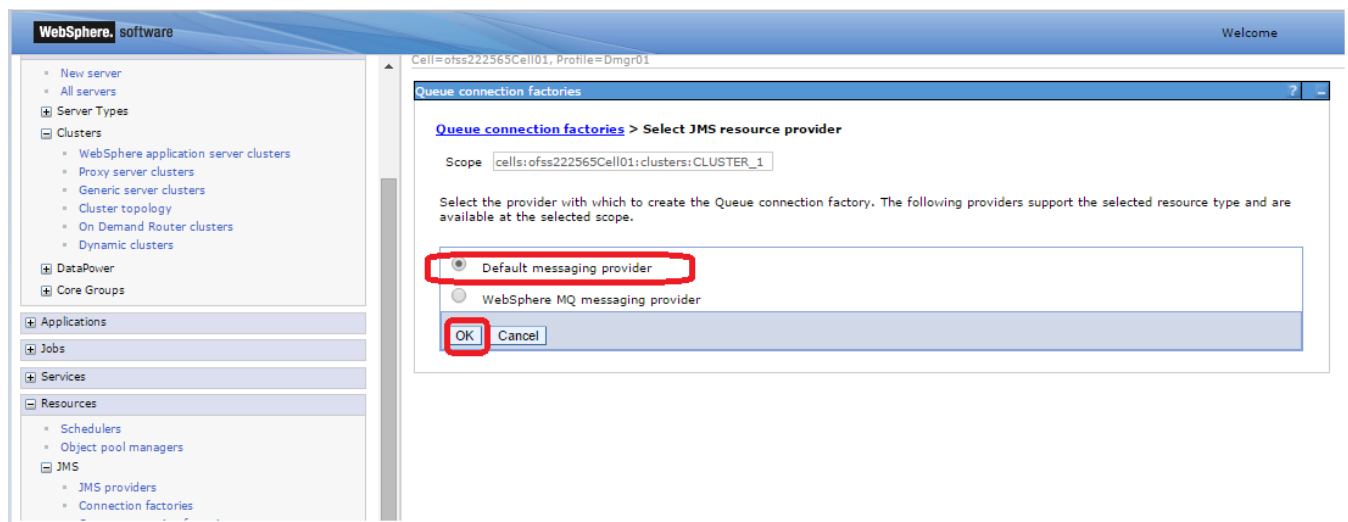 WebSphere. software
Welcome
New server
All servers
Server Types
Clusters
WebSphere application server clusters
Proxy server clusters
Generic server clusters
Cluster topology
On Demand Router clusters
Dynamic clusters
DataPower
Core Groups
Applications
Jobs
Services
Resources
Schedulers
Object pool managers
JMS
JMS providers
Connection factories
Cell=ofss222565Cell01, Profile=Dmgr01
Queue connection factories ? _
Queue connection factories > Select JMS resource provider
Scope cells:ofss222565Cell01:clusters:CLUSTER_1
Select the provider with which to create the Queue connection factory. The following providers support the selected resource type and are
available at the selected scope.
Default messaging provider
WebSphere MQ messaging provider
OK Cancel